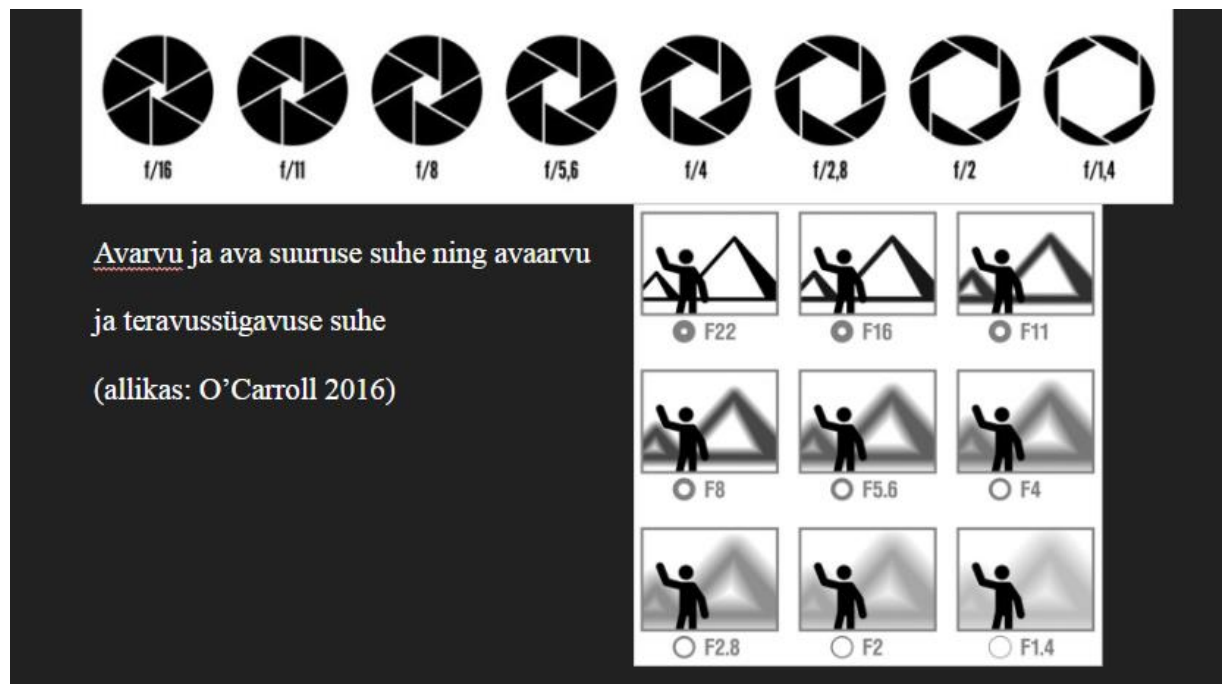 f/16 f/11 f/8 f/5,6 f/4 f/2,8 f/2 f/1,4
Avarvu ja ava suuruse suhe ning avaarvu
ja teravussügavuse suhe
(allikas: O’Carroll 2016)
F22 F16 F11
F8 F5.6 F4
F2.8 F2 F1.4